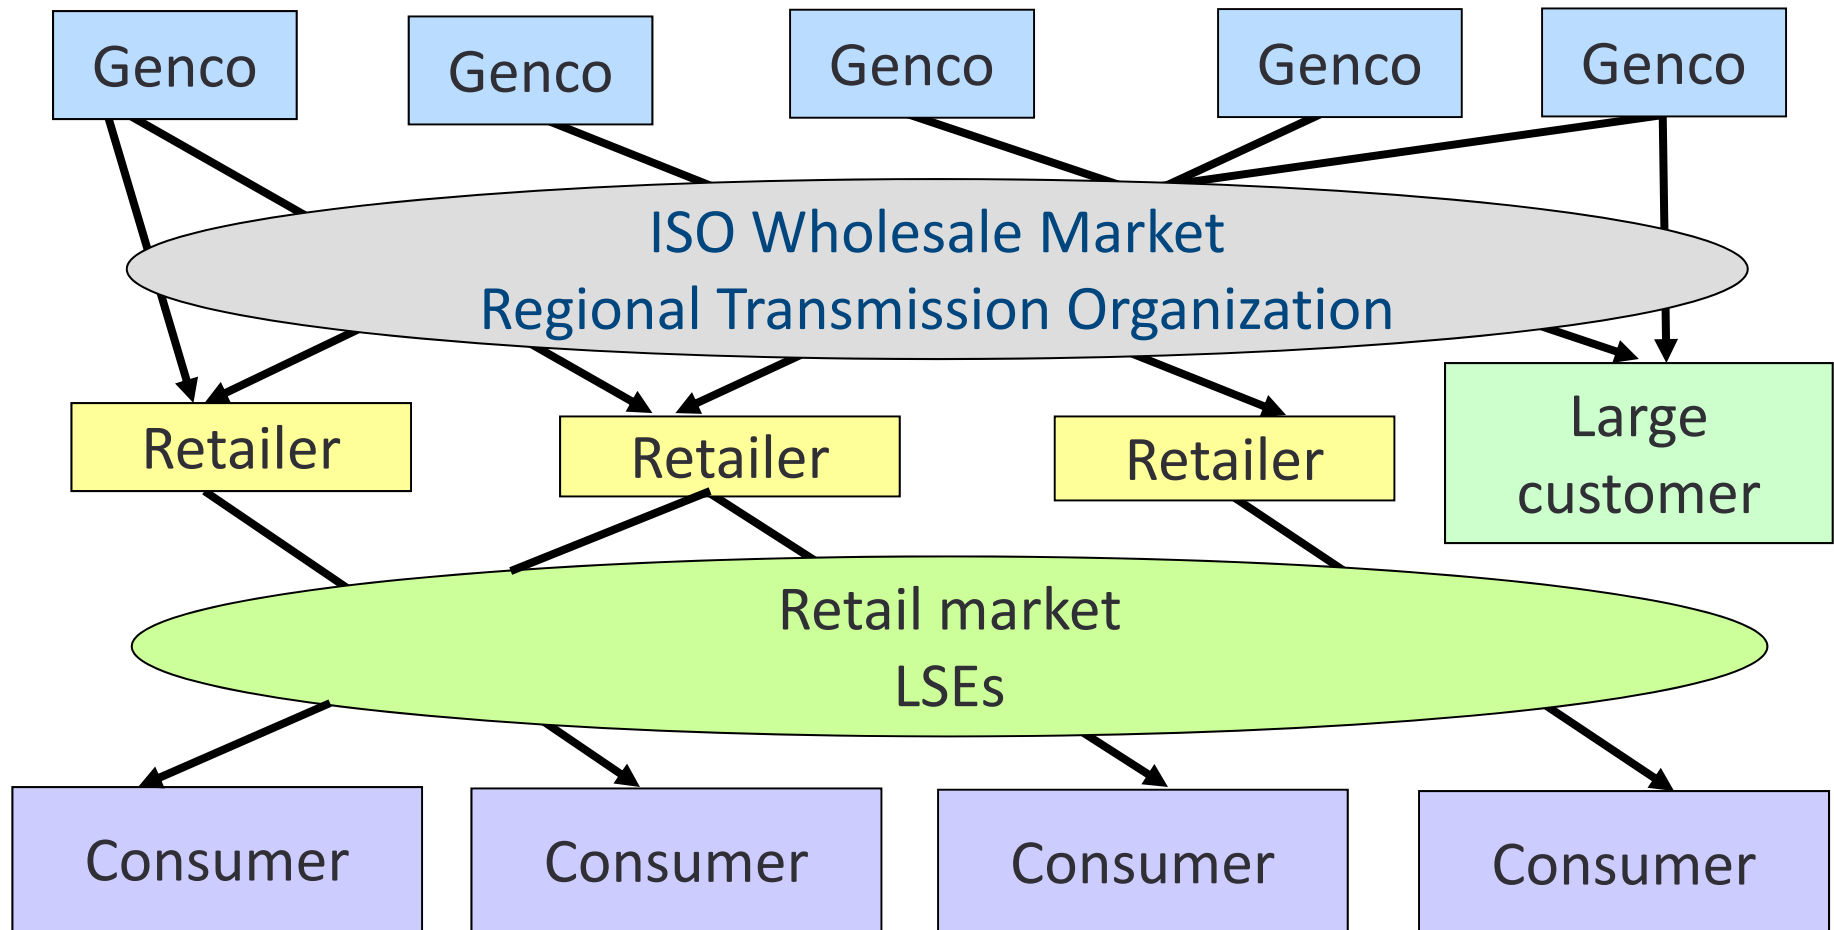 Genco
Genco
Genco
Genco
Genco
ISO Wholesale Market
Regional Transmission Organization
Retailer
Retailer
Retailer
Large
customer
Retail market
LSEs
Consumer
Consumer
Consumer
Consumer